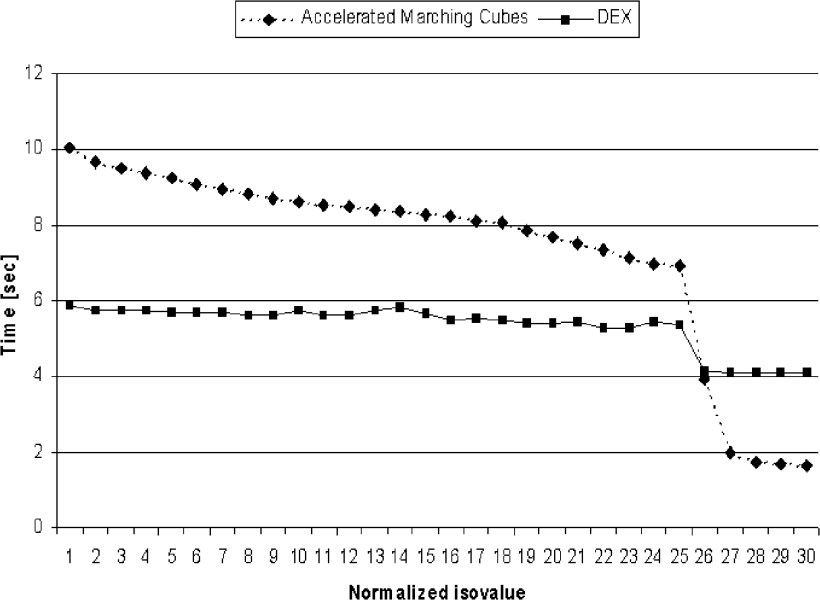 Accelerated Marching Cubes DEX
12
10
8
6
4
2
0
Time [sec]
1 2 3 4 5 6 7 8 9 10 11 12 13 14 15 16 17 18 19 20 21 22 23 24 25 26 27 28 29 30
Normalized isovalue